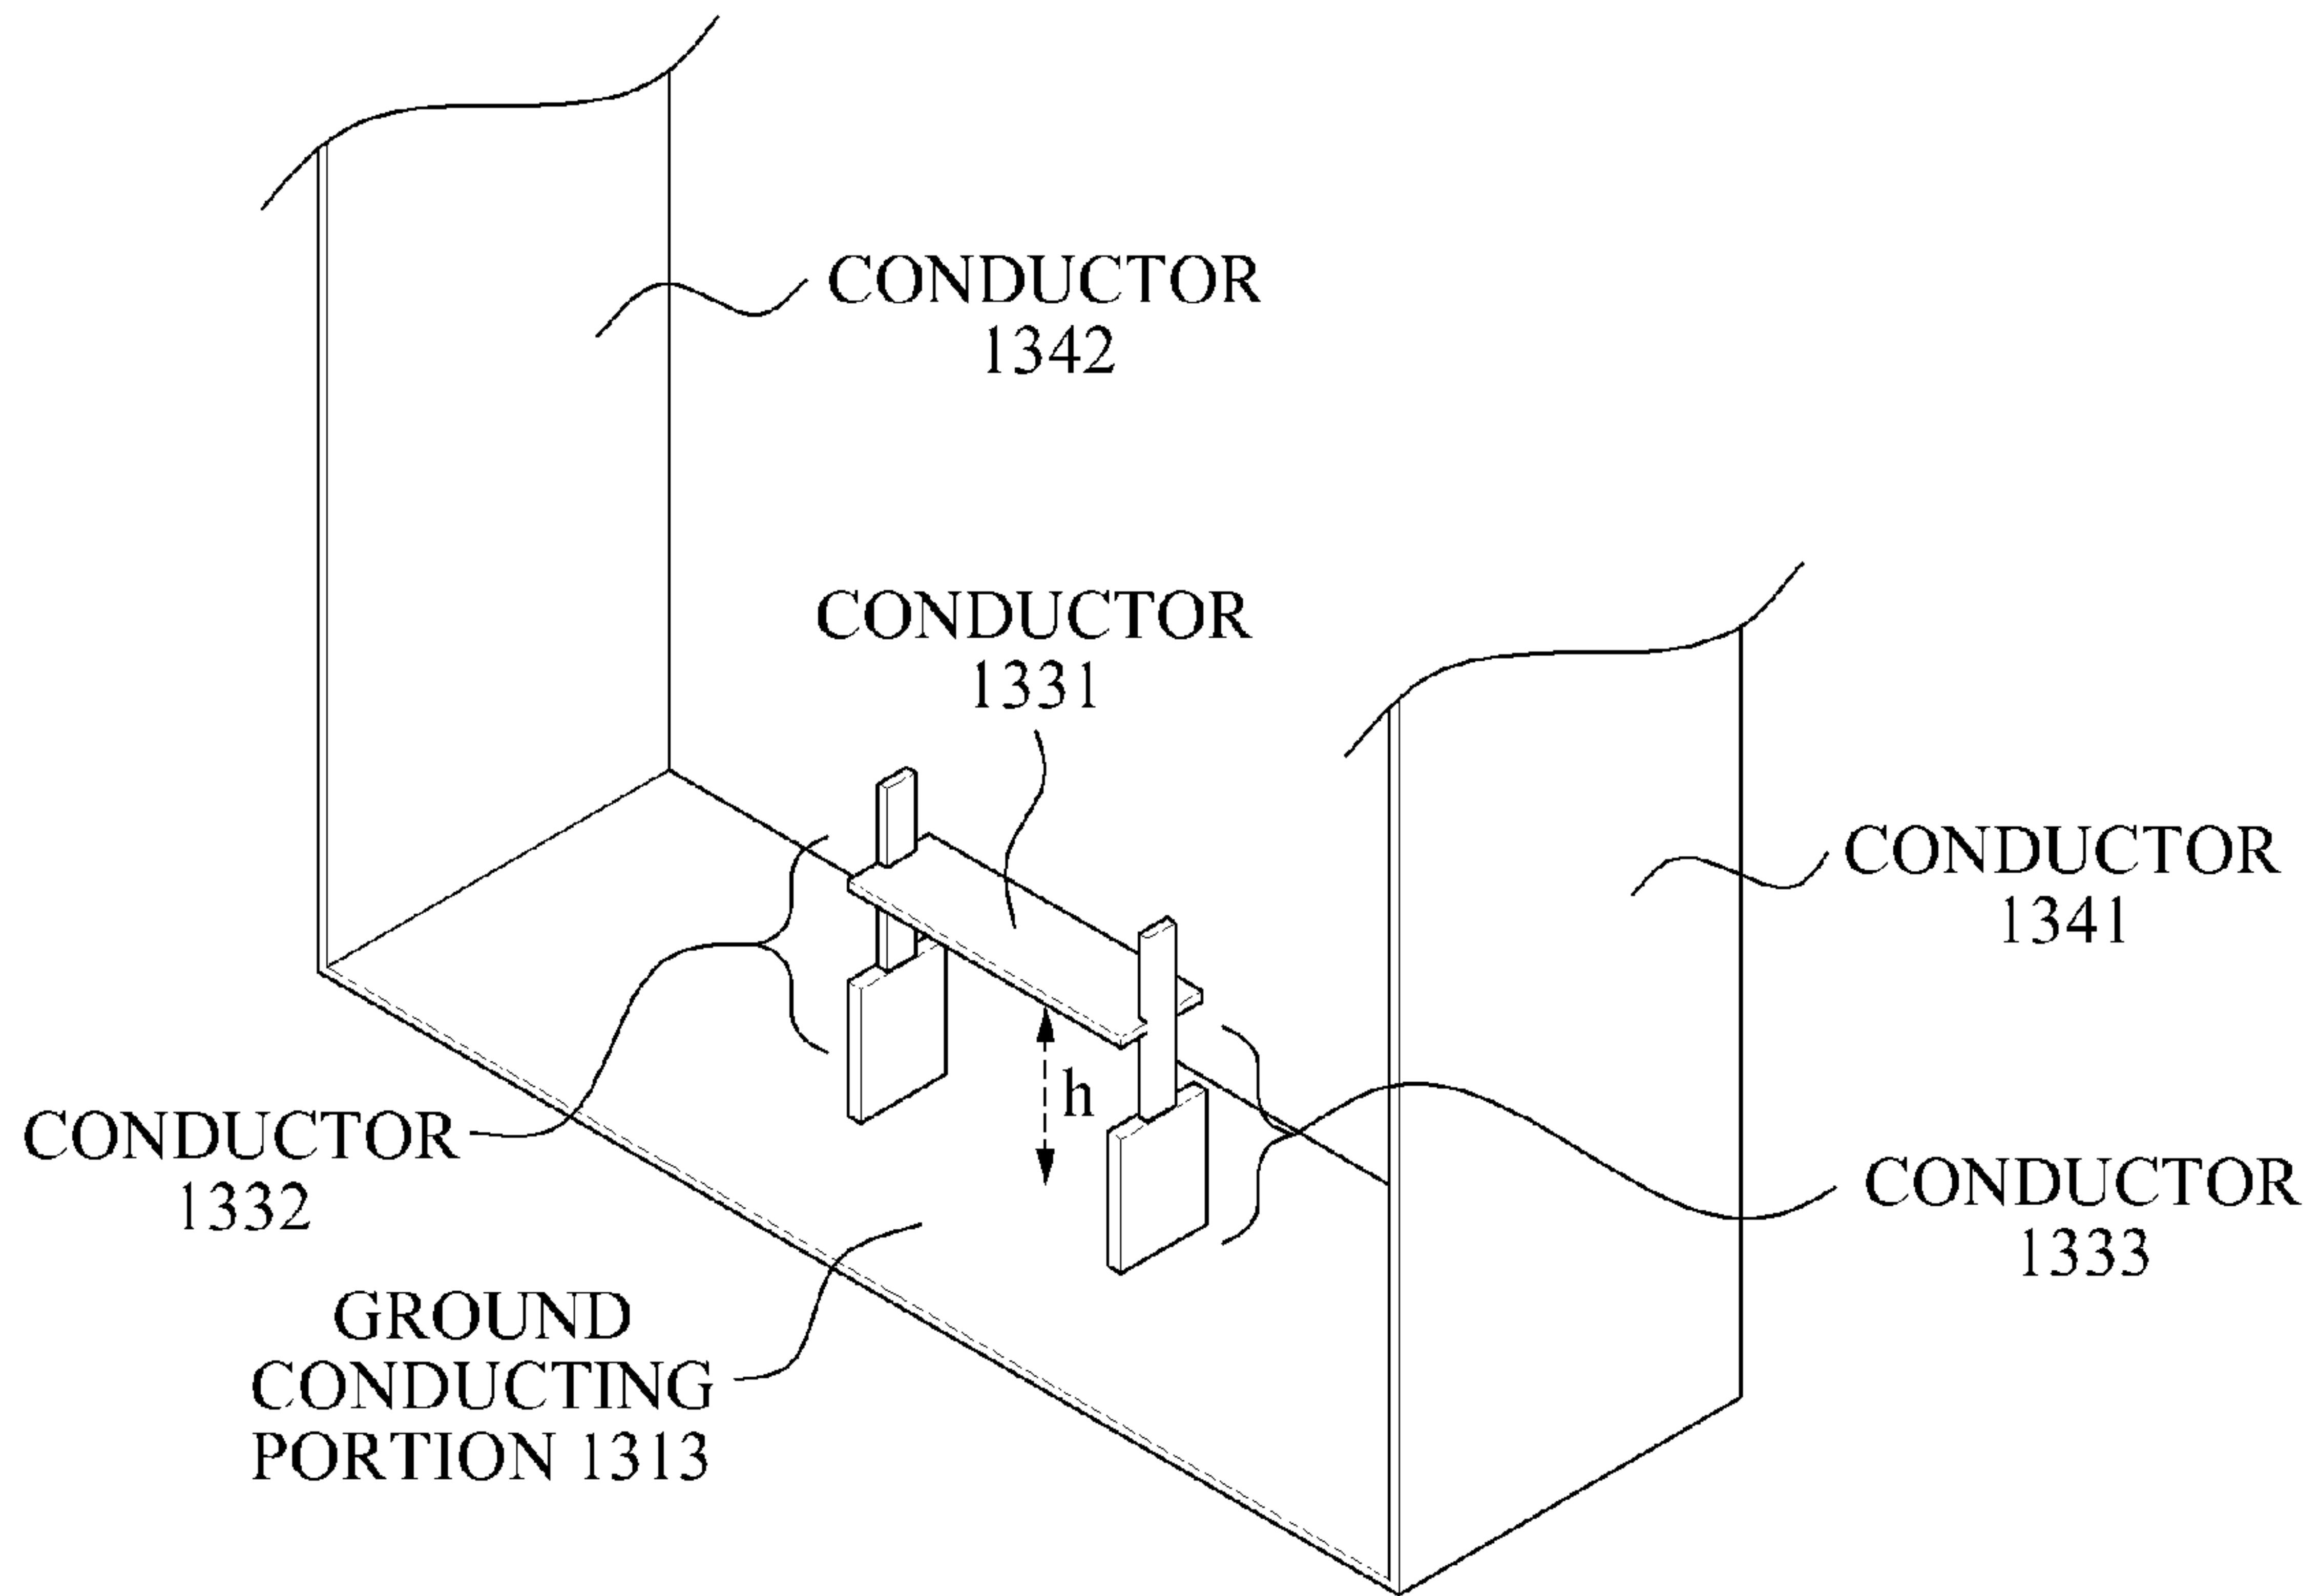 CONDUCTOR
1342
CONDUCTOR
1331
CONDUCTOR
1341
h
CONDUCTOR
1332
CONDUCTOR
1333
GROUND
CONDUCTING
PORTION 1313